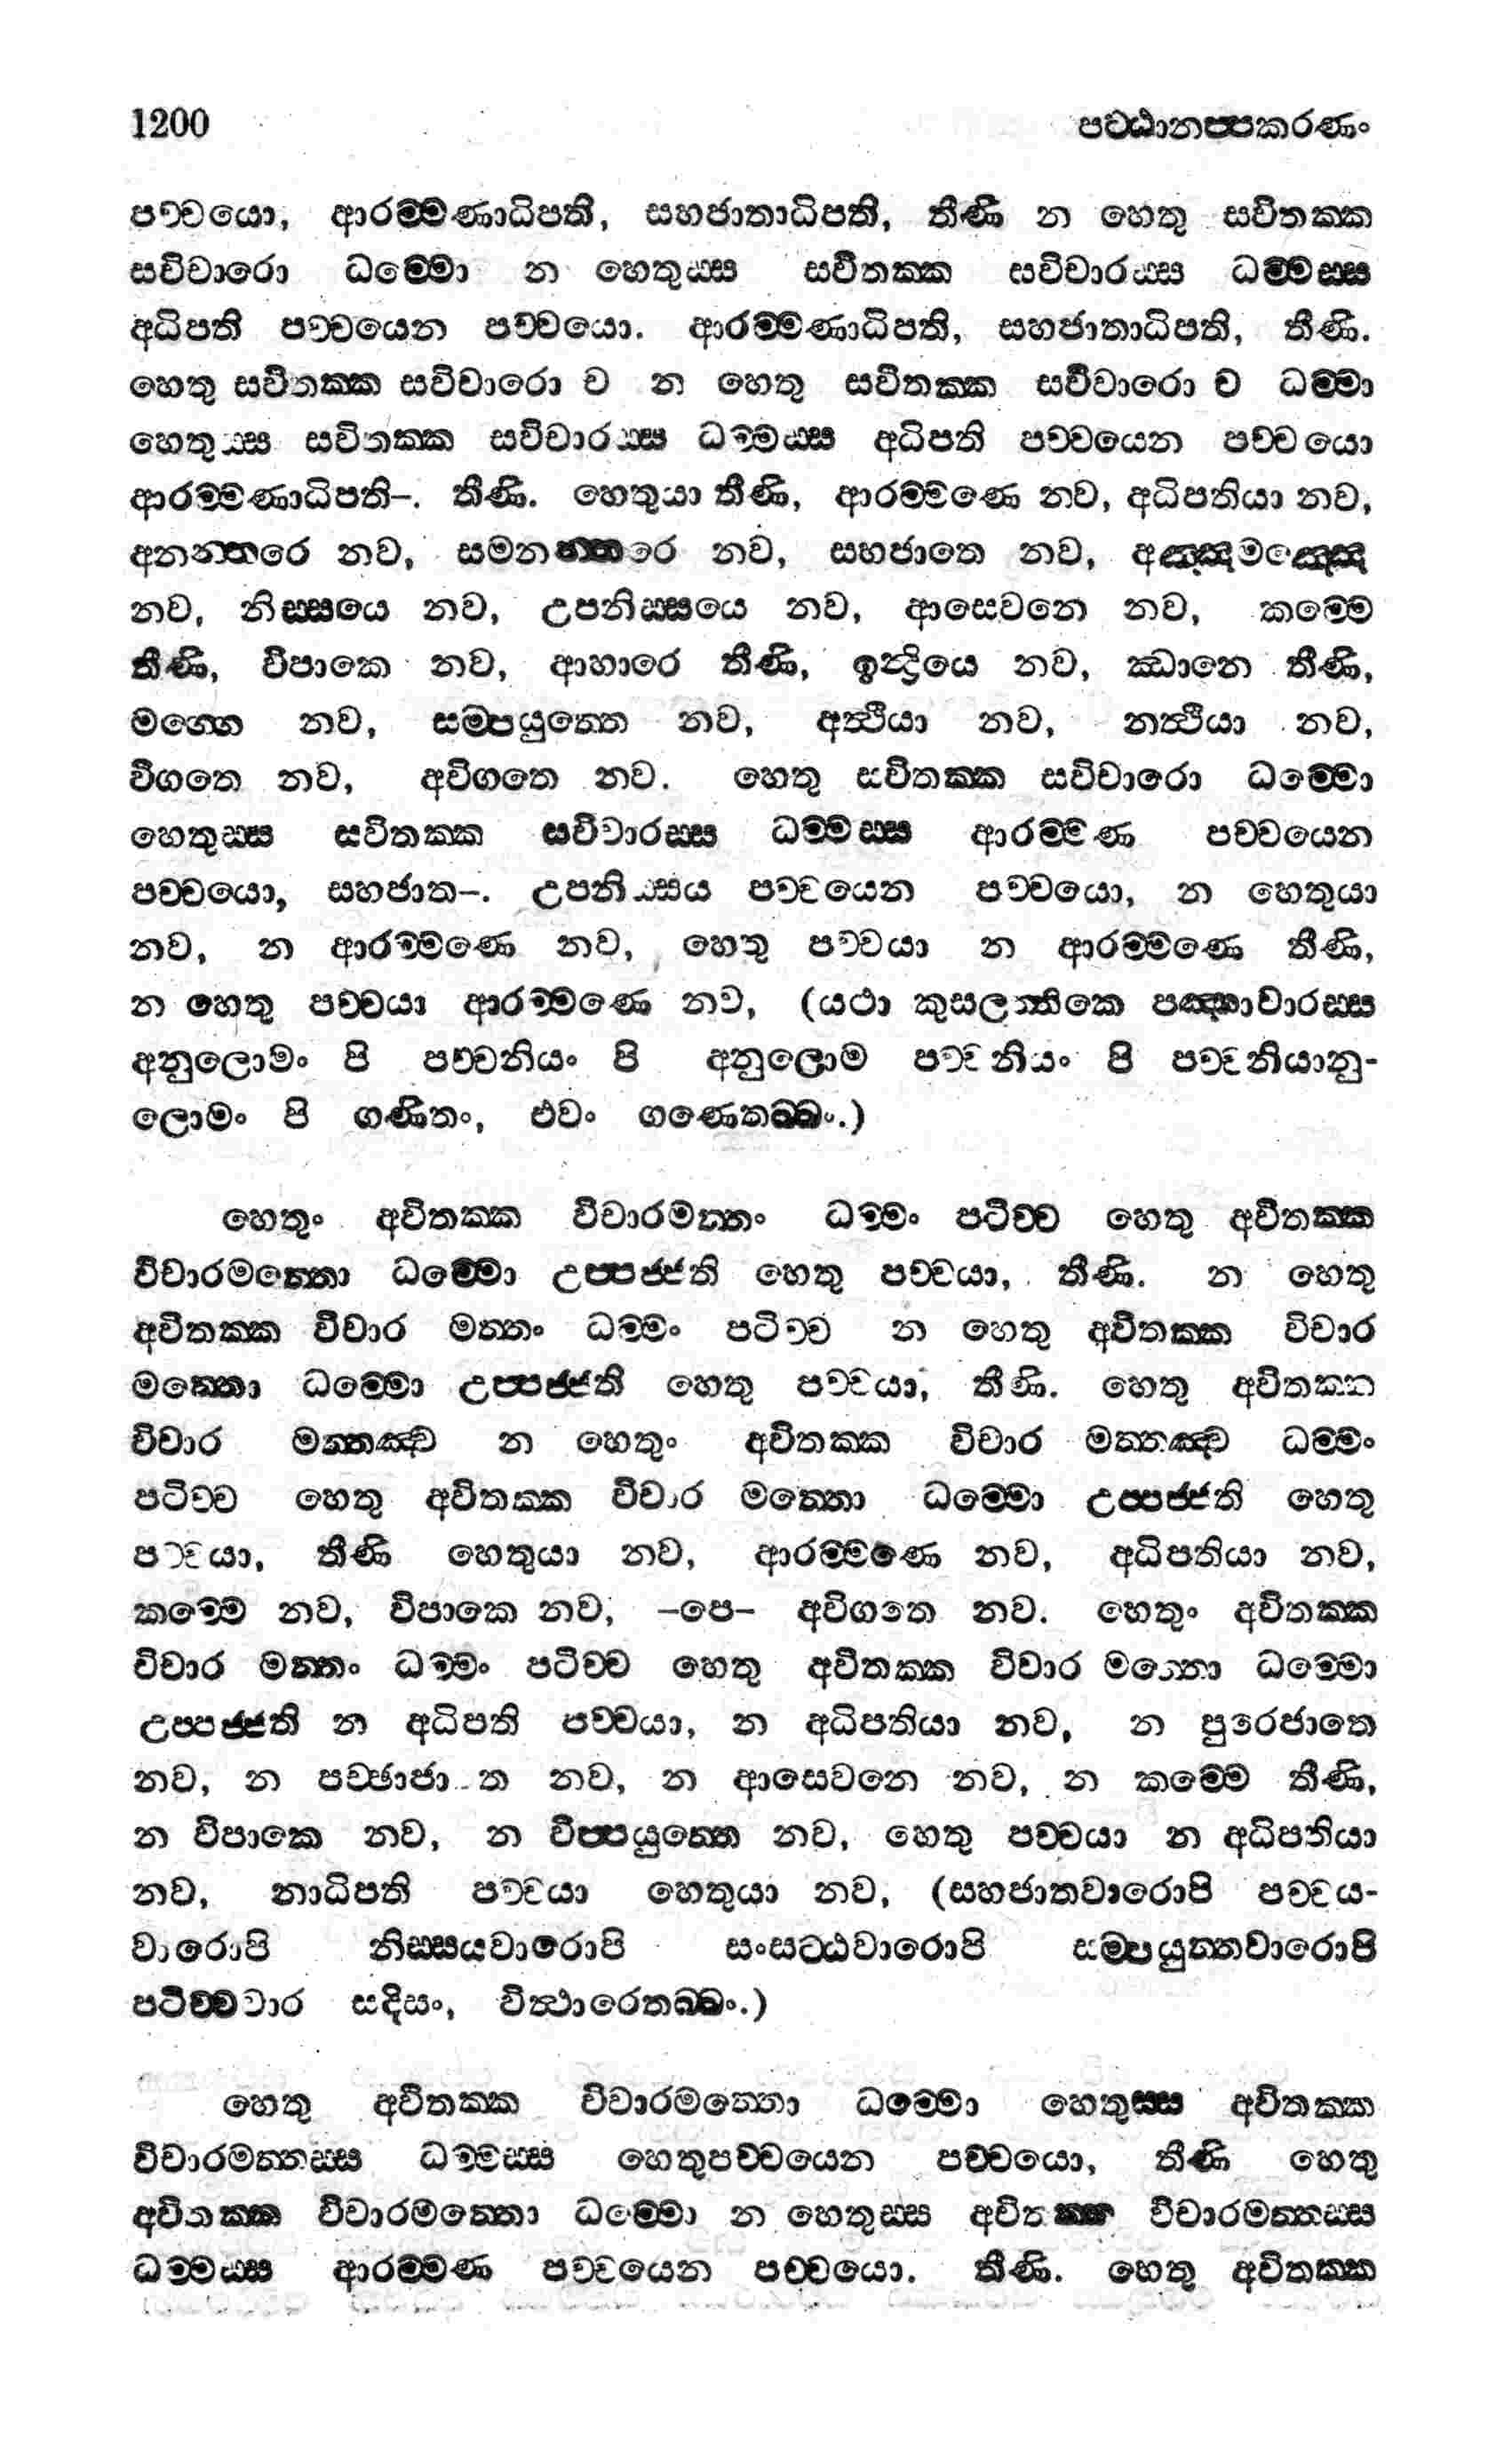 1200 පට්ඨානප්පකරණං
පච්චයො, ආරම්මණාධිපති, සහජාතාධිපති, තීණි න හෙතු සවිතක්ක
සවිචාරො ධම්මො න හෙතුස්ස සවිතක්ක සවිචාරස්ස ධම්මස්ස
අධිපති පච්චයෙන පච්චයො. ආරම්මණාධිපති, සහජාතාධිපති, තීණි.
හෙතු සවිතක්ක සවිචාරො ච න හෙතු සවිතක්ක සවිචාරො ච ධම්මා
හෙතුස්ස සවිතක්ක සවිචාරස්ස ධම්මස්ස අධිපති පච්චයෙන පච්චයො
ආරම්මණාධිපති–. තීණි. හෙතුයා තීණි, ආරම්මණෙ නව, අධිපතියා නව,
අනන්තරෙ නව, සමනන්තරෙ නව, සහජාතෙ නව, අඤ්ඤමඤ්ඤෙ
නව, නිස්සයෙ නව, උපනිස්සයෙ නව, ආසෙවනෙ නව, කම්මෙ
තීණි, විපාකෙ නව, ආහාරෙ තීණි, ඉන්ද්‍රියෙ නව, ඣානෙ තීණි,
මග්ගෙ නව, සම්පයුත්තෙ නව, අත්ථියා නව, නත්ථියා නව,
විගතෙ නව, අවිගතෙ නව. හෙතු සවිතක්ක සවිචාරො ධම්මො
හෙතුස්ස සවිතක්ක සවිචාරස්ස ධම්මස්ස ආරම්මණ පච්චයෙන
පච්චයො, සහජාත–. උපනිස්සය පච්චයෙන පච්චයො, න හෙතුයා
නව, න ආරම්මණෙ නව, හෙතු පච්චයා න ආරම්මණෙ තීණි,
න හෙතු පච්චයා ආරම්මණෙ නව, (යථා කුසලත්තිකෙ පඤ්හාවාරස්ස
අනුලොමං පි පච්චනියං පි අනුලොම පච්චනියං පි පච්චනියානු-
ලොමං පි ගණිතං, එවං ගණෙතබ්බං.)
හෙතුං අවිතක්ක විචාරමත්තං ධම්මං පටිච්ච හෙතු අවිතක්ක
විචාරමත්තො ධම්මො උප්පජ්ජති හෙතු පච්චයා, තීණි. න හෙතු
අවිතක්ක විචාර මත්තං ධම්මං පටිච්ච න හෙතු අවිතක්ක විචාර
මත්තො ධම්මො උප්පජ්ජති හෙතු පච්චයා, තීණි. හෙතු අවිතක්ක
විචාර මත්තඤ්ච න හෙතුං අවිතක්ක විචාර මත්තඤ්ච ධම්මං
පටිච්ච හෙතු අවිතක්ක විචාර මත්තො ධම්මො උප්පජ්ජති හෙතු
පච්චයා, තීණි හෙතුයා නව, ආරම්මණෙ නව, අධිපතියා නව,
කම්මෙ නව, විපාකෙ නව, –පෙ– අවිගතෙ නව. හෙතුං අවිතක්ක
විචාර මත්තං ධම්මං පටිච්ච හෙතු අවිතක්ක විචාර මත්තො ධම්මො
උප්පජ්ජති න අධිපති පච්චයා, න අධිපතියා නව, න පුරෙජාතෙ
නව, න පච්ඡාජාතෙ නව, න ආසෙවනෙ නව, න කම්මෙ තීණි,
න විපාකෙ නව, න විප්පයුත්තෙ නව, හෙතු පච්චයා න අධිපතියා
නව, නාධිපති පච්චයා හෙතුයා නව, (සහජාතවාරොපි පච්චය-
වාරොපි නිස්සයවාරොපි සංසට්ඨවාරොපි සම්පයුත්තවාරොපි
පටිච්චවාර සදිසං, විත්ථාරෙතබ්බං.)
හෙතු අවිතක්ක විචාරමත්තො ධම්මො හෙතුස්ස අවිතක්ක
විචාරමත්තස්ස ධම්මස්ස හෙතුපච්චයෙන පච්චයො, තීණි හෙතු
අවිතක්ක විචාරමත්තො ධම්මො න හෙතුස්ස අවිතක්ක විචාරමත්තස්ස
ධම්මස්ස ආරම්මණ පච්චයෙන පච්චයො. තීණි. හෙතු අවිතක්ක